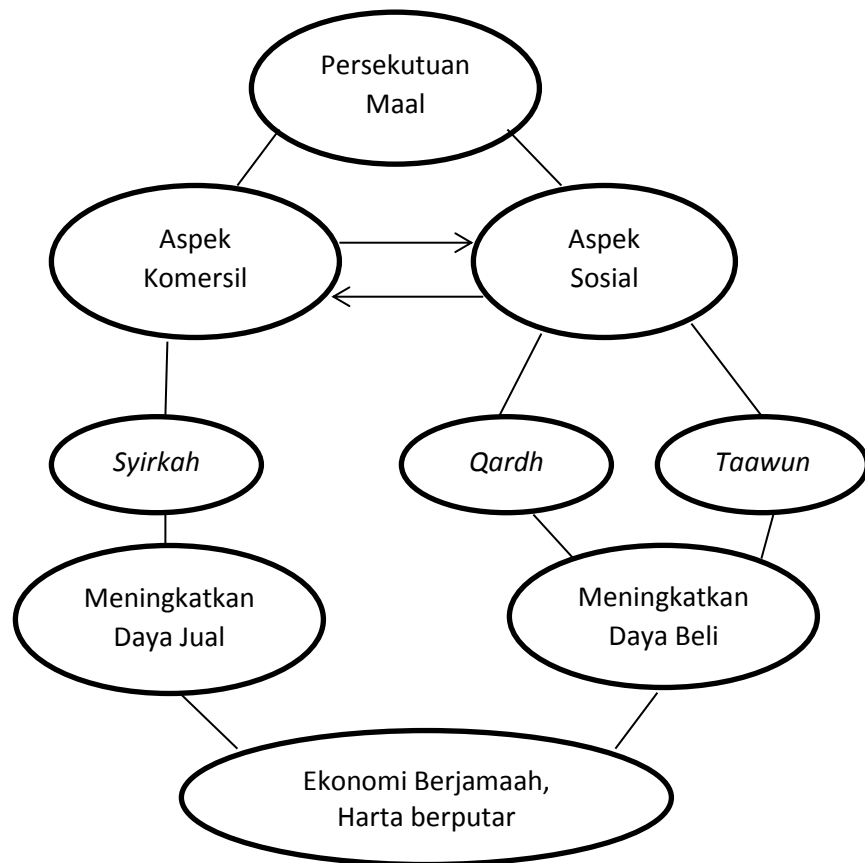 Persekutuan
Maal
Aspek
Komersil
Aspek
Sosial
Syirkah
Qardh
Taawun
Meningkatkan
Daya Jual
Meningkatkan
Daya Beli
Ekonomi Berjamaah,
Harta berputar